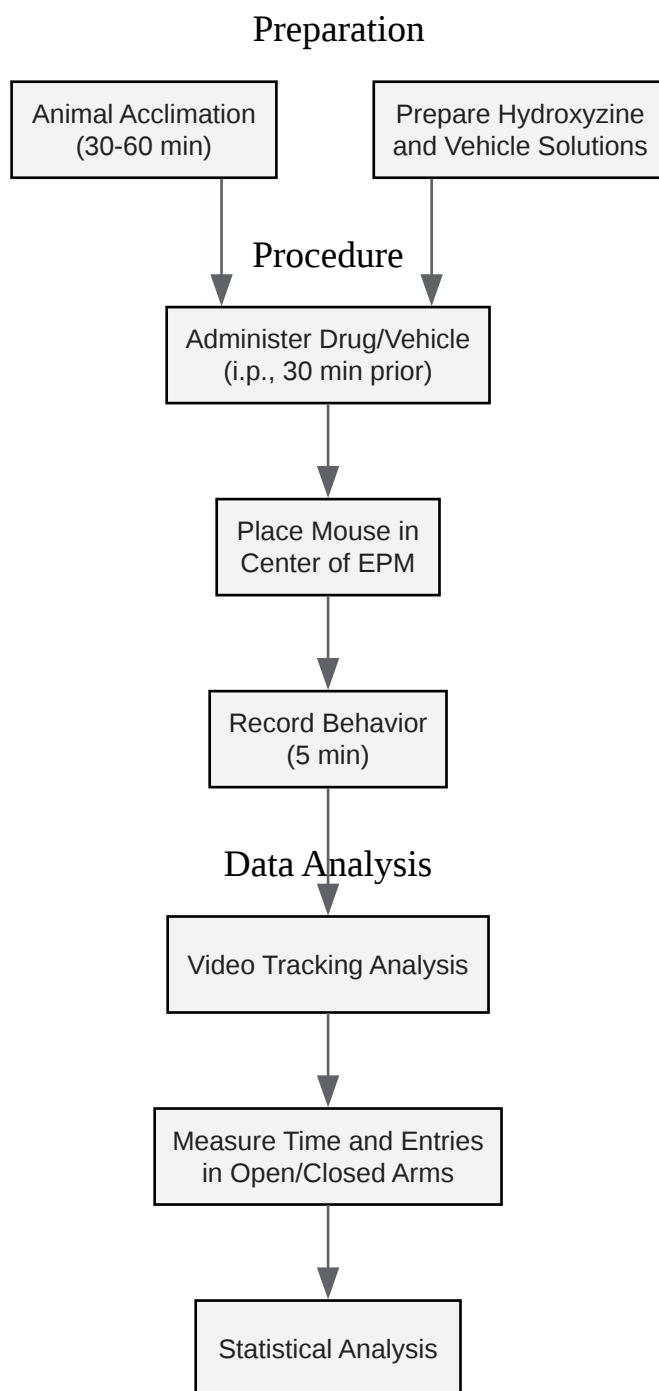 Preparation
Animal Acclimation
(30-60 min)
Prepare Hydroxyzine
and Vehicle Solutions
Procedure
Administer Drug/Vehicle
(i.p., 30 min prior)
Place Mouse in
Center of EPM
Record Behavior
(5 min)
Data Analysis
Video Tracking Analysis
Measure Time and Entries
in Open/Closed Arms
Statistical Analysis